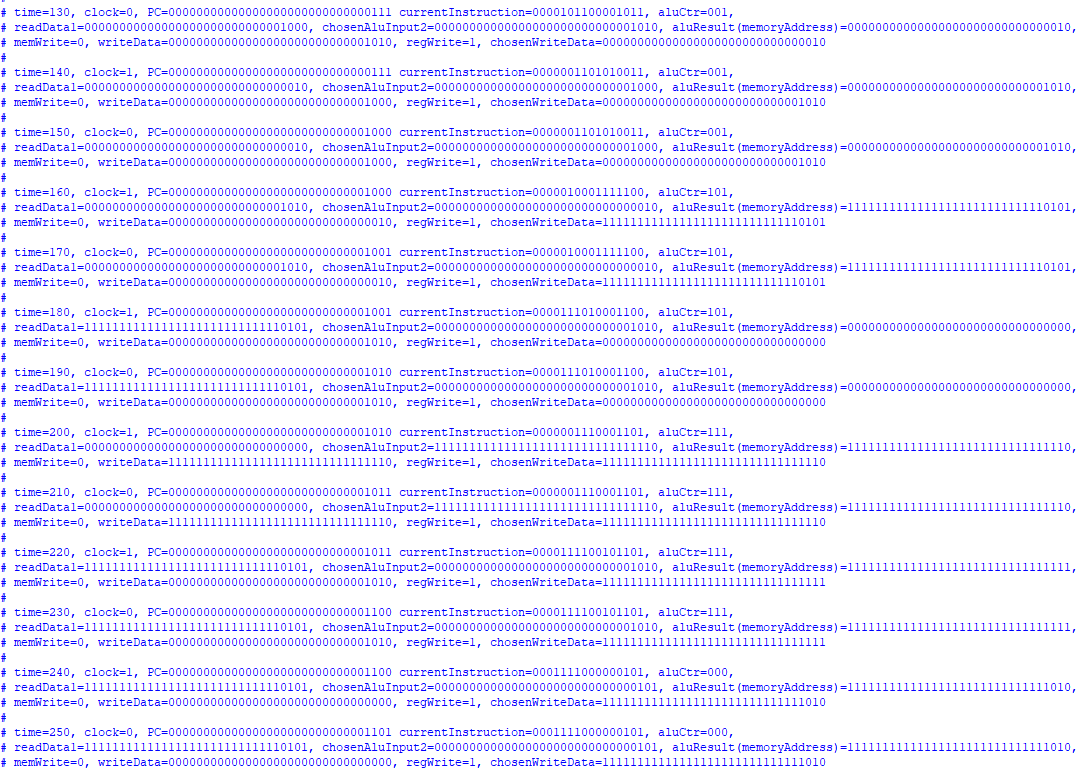 # time=130, clock=0, PC=00000000000000000000000000000111 currentInstruction=0000101100001011, aluCtr=001,
# readData1=00000000000000000000000000001000, chosenAluInput2=00000000000000000000000000001010, aluResult(memoryAddress)=00000000000000000000000000000010,
# memWrite=0, writeData=00000000000000000000000000001010, regWrite=1, chosenWriteData=00000000000000000000000000000010
#
# time=140, clock=1, PC=00000000000000000000000000000111 currentInstruction=0000001101010011, aluCtr=001,
# readData1=00000000000000000000000000000010, chosenAluInput2=00000000000000000000000000001000, aluResult(memoryAddress)=00000000000000000000000000001010,
# memWrite=0, writeData=00000000000000000000000000001000, regWrite=1, chosenWriteData=00000000000000000000000000001010
#
# time=150, clock=0, PC=00000000000000000000000000001000 currentInstruction=0000001101010011, aluCtr=001,
# readData1=00000000000000000000000000000010, chosenAluInput2=00000000000000000000000000001000, aluResult(memoryAddress)=00000000000000000000000000001010,
# memWrite=0, writeData=00000000000000000000000000001000, regWrite=1, chosenWriteData=00000000000000000000000000001010
#
# time=160, clock=1, PC=00000000000000000000000000001000 currentInstruction=0000010001111100, aluCtr=101,
# readData1=00000000000000000000000000001010, chosenAluInput2=00000000000000000000000000000010, aluResult(memoryAddress)=11111111111111111111111111110101,
# memWrite=0, writeData=00000000000000000000000000000010, regWrite=1, chosenWriteData=11111111111111111111111111110101
#
# time=170, clock=0, PC=00000000000000000000000000001001 currentInstruction=0000010001111100, aluCtr=101,
# readData1=00000000000000000000000000001010, chosenAluInput2=00000000000000000000000000000010, aluResult(memoryAddress)=11111111111111111111111111110101,
# memWrite=0, writeData=00000000000000000000000000000010, regWrite=1, chosenWriteData=11111111111111111111111111110101
#
# time=180, clock=1, PC=00000000000000000000000000001001 currentInstruction=0000111010001100, aluCtr=101,
# readData1=11111111111111111111111111110101, chosenAluInput2=00000000000000000000000000001010, aluResult(memoryAddress)=00000000000000000000000000000000,
# memWrite=0, writeData=00000000000000000000000000001010, regWrite=1, chosenWriteData=00000000000000000000000000000000
#
# time=190, clock=0, PC=00000000000000000000000000001010 currentInstruction=0000111010001100, aluCtr=101,
# readData1=11111111111111111111111111110101, chosenAluInput2=00000000000000000000000000001010, aluResult(memoryAddress)=00000000000000000000000000000000,
# memWrite=0, writeData=00000000000000000000000000001010, regWrite=1, chosenWriteData=00000000000000000000000000000000
#
# time=200, clock=1, PC=00000000000000000000000000001010 currentInstruction=0000001110001101, aluCtr=111,
# readData1=00000000000000000000000000000000, chosenAluInput2=11111111111111111111111111111110, aluResult(memoryAddress)=11111111111111111111111111111110,
# memWrite=0, writeData=11111111111111111111111111111110, regWrite=1, chosenWriteData=11111111111111111111111111111110
#
# time=210, clock=0, PC=00000000000000000000000000001011 currentInstruction=0000001110001101, aluCtr=111,
# readData1=00000000000000000000000000000000, chosenAluInput2=11111111111111111111111111111110, aluResult(memoryAddress)=11111111111111111111111111111110,
# memWrite=0, writeData=11111111111111111111111111111110, regWrite=1, chosenWriteData=11111111111111111111111111111110
#
# time=220, clock=1, PC=00000000000000000000000000001011 currentInstruction=0000111100101101, aluCtr=111,
# readData1=11111111111111111111111111110101, chosenAluInput2=00000000000000000000000000001010, aluResult(memoryAddress)=11111111111111111111111111111111,
# memWrite=0, writeData=00000000000000000000000000001010, regWrite=1, chosenWriteData=11111111111111111111111111111111
#
# time=230, clock=0, PC=00000000000000000000000000001100 currentInstruction=0000111100101101, aluCtr=111,
# readData1=11111111111111111111111111110101, chosenAluInput2=00000000000000000000000000001010, aluResult(memoryAddress)=11111111111111111111111111111111,
# memWrite=0, writeData=00000000000000000000000000001010, regWrite=1, chosenWriteData=11111111111111111111111111111111
#
# time=240, clock=1, PC=00000000000000000000000000001100 currentInstruction=0001111000000101, aluCtr=000,
# readData1=11111111111111111111111111110101, chosenAluInput2=00000000000000000000000000000101, aluResult(memoryAddress)=11111111111111111111111111111010,
# memWrite=0, writeData=00000000000000000000000000000000, regWrite=1, chosenWriteData=11111111111111111111111111111010
#
# time=250, clock=0, PC=00000000000000000000000000001101 currentInstruction=0001111000000101, aluCtr=000,
# readData1=11111111111111111111111111110101, chosenAluInput2=00000000000000000000000000000101, aluResult(memoryAddress)=11111111111111111111111111111010,
# memWrite=0, writeData=00000000000000000000000000000000, regWrite=1, chosenWriteData=11111111111111111111111111111010